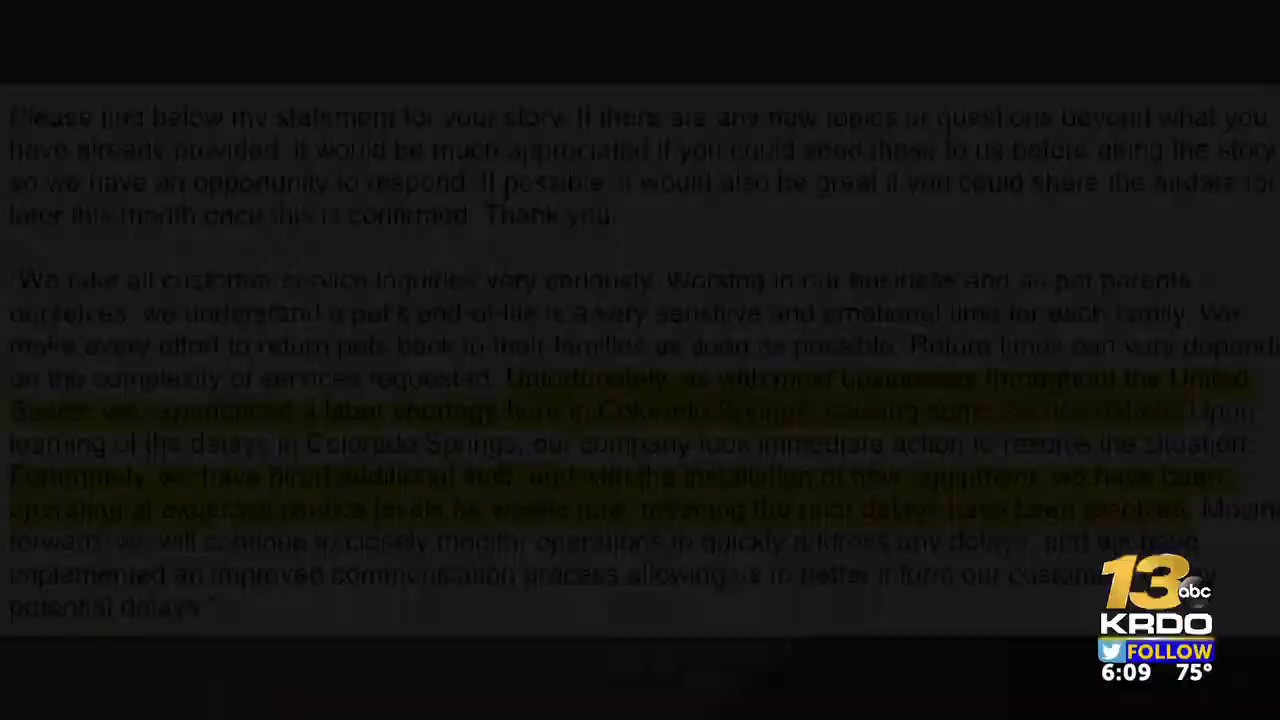 Please find below my statement for your story. If there are any new topics or questions beyond what you
have already provided, it would be much appreciated if you could send those to us before airing the story
so we have an opportunity to respond. If possible, it would also be great if you could share the airdate for
later this month once this is confirmed. Thank you.
"We take all customer service inquiries very seriously. Working in our business and as pet parents
ourselves, we understand a pet's end-of-life is a very sensitive and emotional time for each family. We
make every effort to return pets back to their families as soon as possible. Return times can vary dependi
on the complexity of services requested. Unfortunately, as with most businesses throughout the United
States, we experienced a labor shortage here in Colorado Springs, causing some service delays. Upon
learning of the delays in Colorado Springs, our company took immediate action to resolve the situation.
Fortunately, we have hired additional staff, and with the installation of new equipment, we have been
operating at expected service levels for weeks now, meaning the prior delays have been resolved. Moving
forward, we will continue to closely monitor operations to quickly address any delays, and we have
implemented an improved communication process allowing us to better inform our customers any
potential delays."
13 abc
KRDO
FOLLOW
6:09 75°